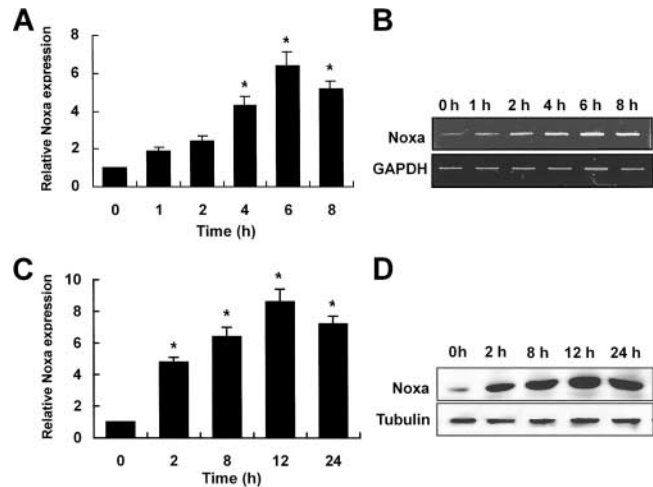 A
Relative Noxa expression
8
6
4
2
0
*
*
*
0 1 2 4 6 8
Time (h)
B
0 h 1 h 2 h 4 h 6 h 8 h
Noxa
GAPDH
C
Relative Noxa expression
10
8
6
4
2
0
*
*
*
*
0 2 8 12 24
Time (h)
D
0h 2 h 8 h 12 h 24 h
Noxa
Tubulin